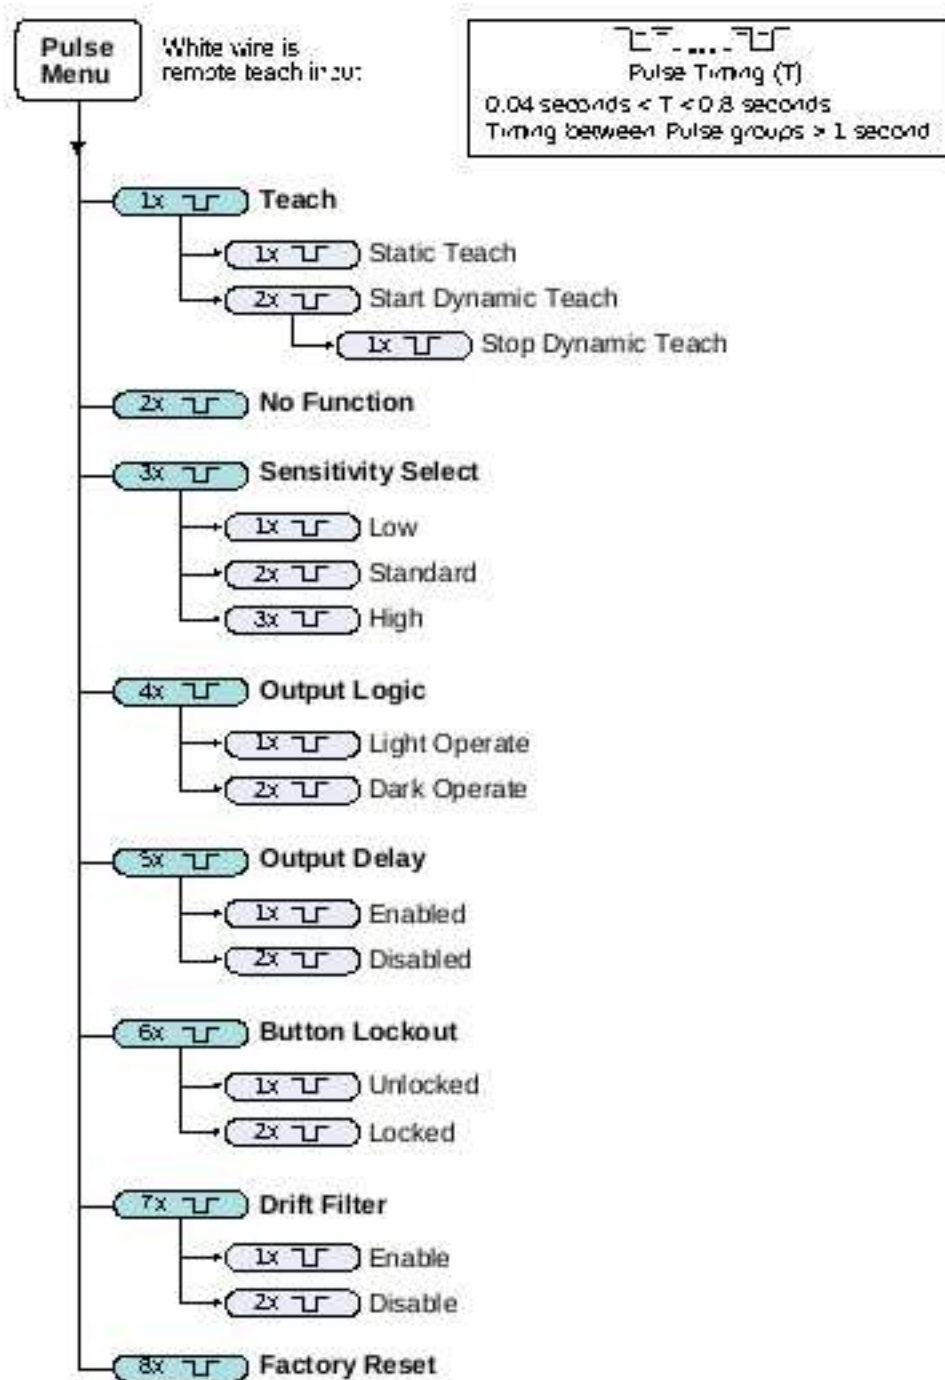 Pulse
Menu
White wire is
remote teach input
Pulse Timing (T)
0.04 seconds < T < 0.8 seconds
Timing between Pulse groups > 1 second
1x Teach
1x Static Teach
2x Start Dynamic Teach
1x Stop Dynamic Teach
2x No Function
3x Sensitivity Select
1x Low
2x Standard
3x High
4x Output Logic
1x Light Operate
2x Dark Operate
5x Output Delay
1x Enabled
2x Disabled
6x Button Lockout
1x Unlocked
2x Locked
7x Drift Filter
1x Enable
2x Disable
8x Factory Reset